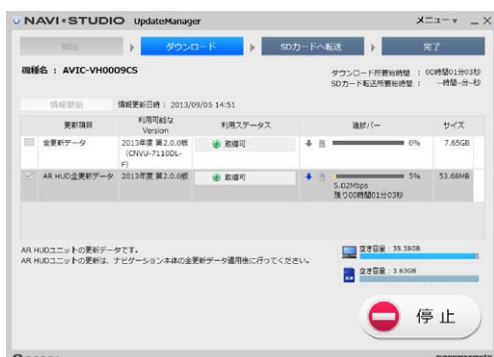 NAVI*STUDIO UpdateManager
メニュー
開始
ダウンロード
SDカードへ転送
完了
機種名 : AVIC-VH0009CS
ダウンロード所要時間 : 00時間01分03秒
SDカード転送所要時間 : --時間--分--秒
情報更新
情報更新日時 : 2013/09/05 14:51
更新項目
利用可能な
Version
利用ステータス
進捗バー
サイズ
全更新データ
2013年度 第2.0.0版
(CNVU-7110DL-
F)
取得可
0%
7.65GB
AR HUD全更新データ
2013年度 第2.0.0版
取得可
5%
53.68MB
5.02Mbps
残り00時間01分03秒
AR HUDユニットの更新データです。
AR HUDユニットの更新は、ナビゲーション本体の全更新データ適用後に行ってください。
空き容量 : 35.38GB
空き容量 : 3.63GB
停止